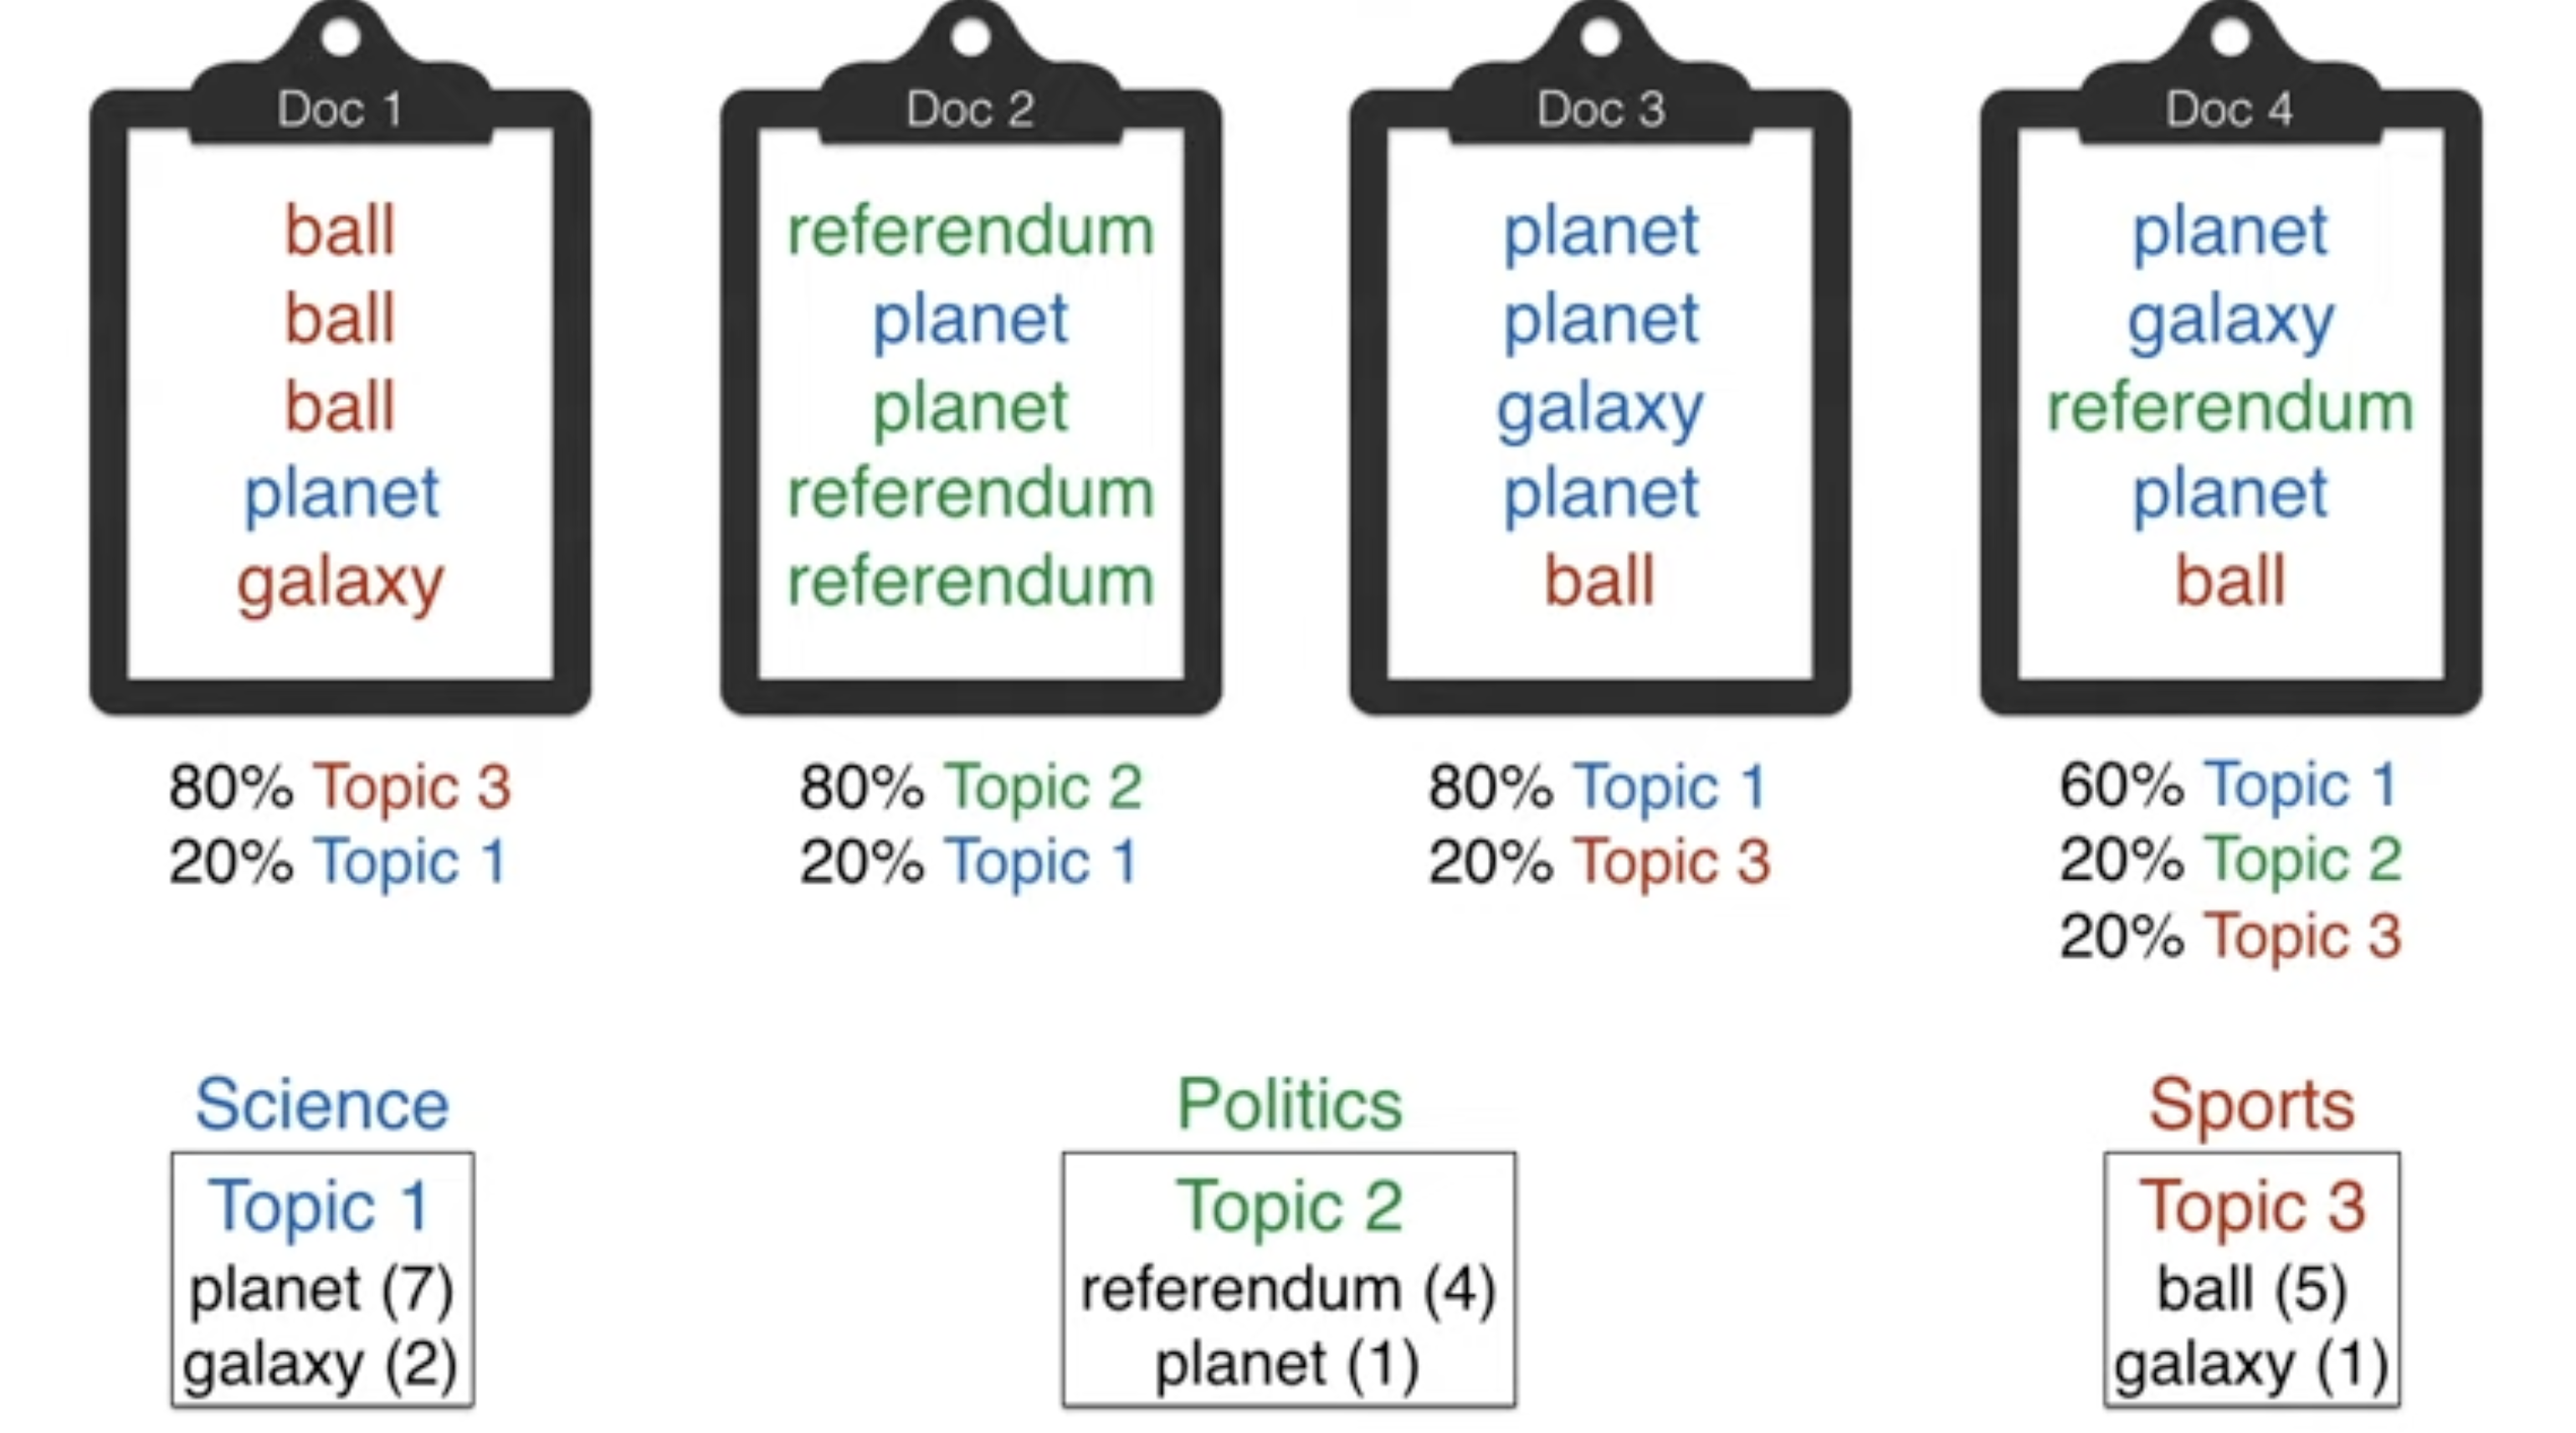 Doc 1
ball
ball
ball
planet
galaxy
80% Topic 3
20% Topic 1
Doc 2
referendum
planet
planet
referendum
referendum
80% Topic 2
20% Topic 1
Doc 3
planet
planet
galaxy
planet
ball
80% Topic 1
20% Topic 3
Doc 4
planet
galaxy
referendum
planet
ball
60% Topic 1
20% Topic 2
20% Topic 3
Science
Topic 1
planet (7)
galaxy (2)
Politics
Topic 2
referendum (4)
planet (1)
Sports
Topic 3
ball (5)
galaxy (1)